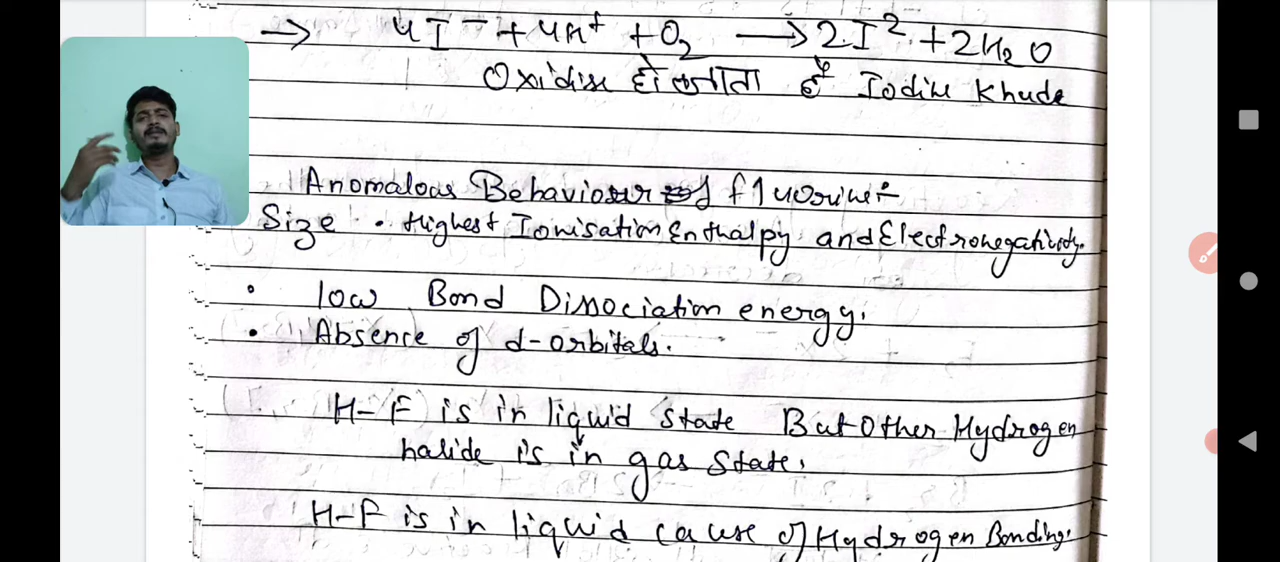 → 4I⁻ + 4H⁺ + O₂ → 2I² + 2H₂O
Oxidise हो जाता है Iodine Khude
Anomalous Behaviour of fluorine:-
Size • Highest Ionisation Enthalpy and Electronegativity.
• low Bond Dissociation energy.
• Absence of d-orbitals.
H-F is in liquid state But Other Hydrogen
halide is in gas state.
H-F is in liquid cause of Hydrogen Bonding.